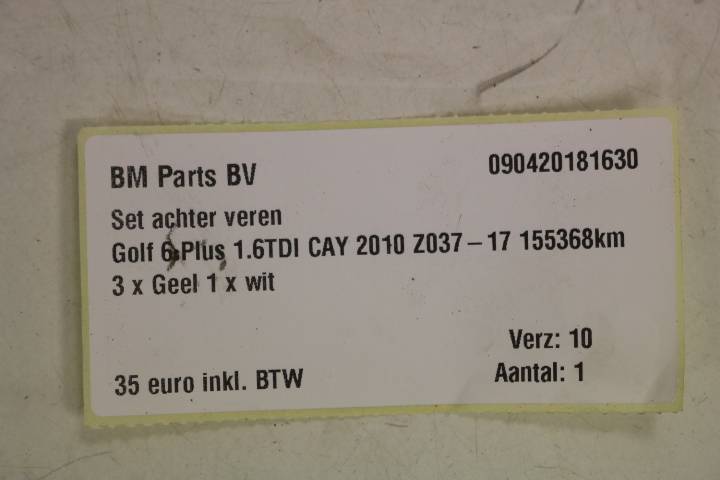 BM Parts BV 090420181630
Set achter veren
Golf 6 Plus 1.6TDI CAY 2010 Z037-17 155368km
3 x Geel 1 x wit
Verz: 10
35 euro inkl. BTW Aantal: 1